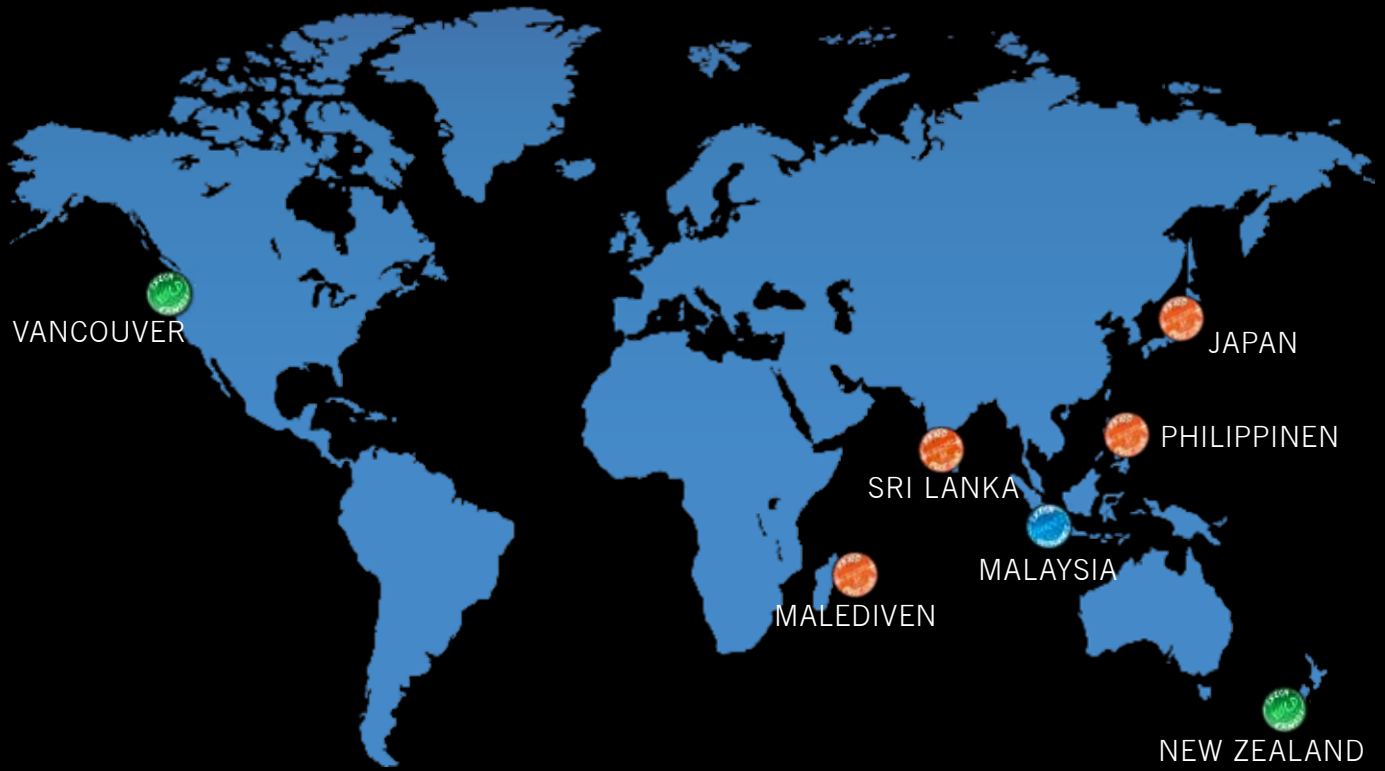 VANCOUVER
JAPAN
PHILIPPINEN
SRI LANKA
MALAYSIA
MALEDIVEN
NEW ZEALAND